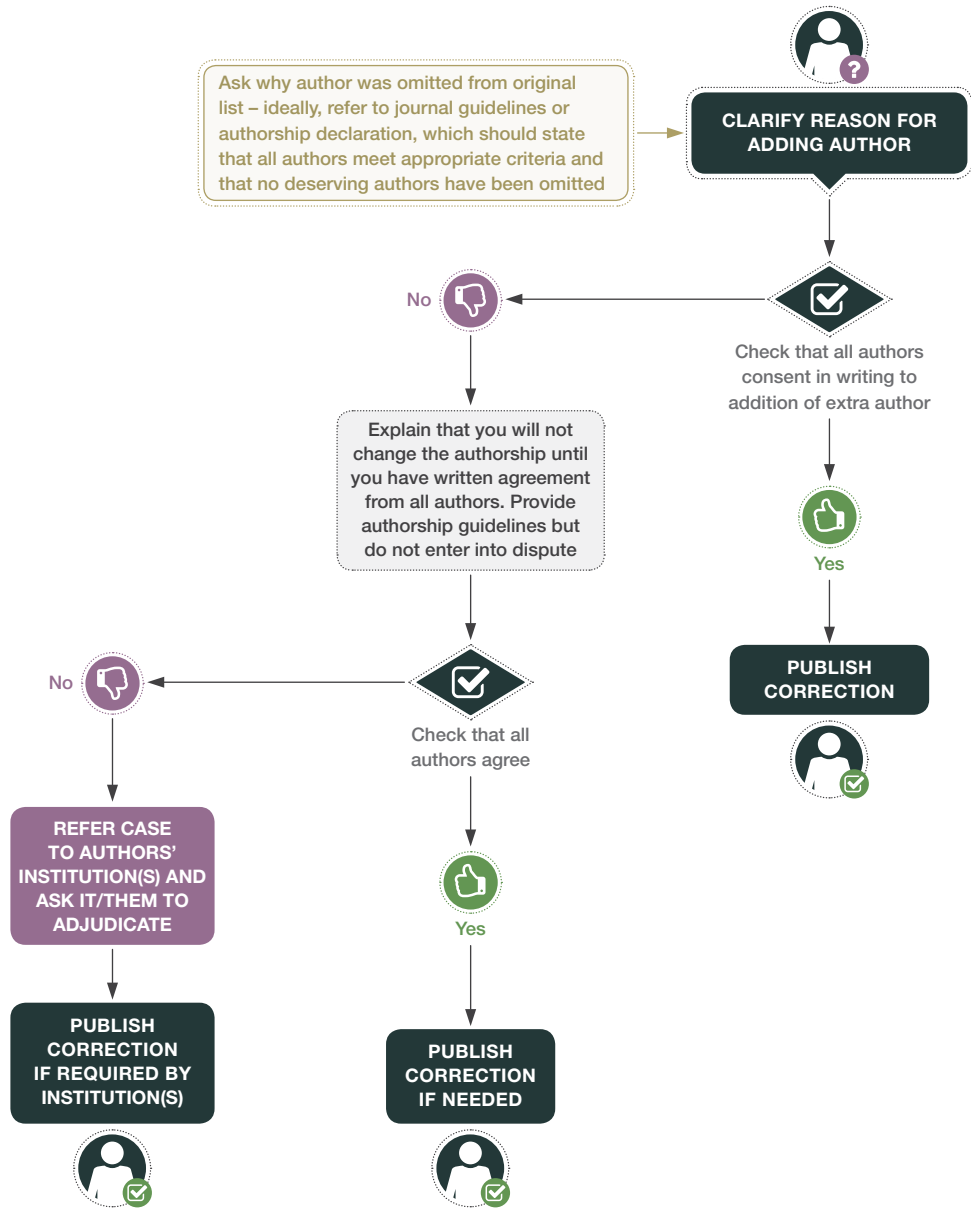 ?
Ask why author was omitted from original
list – ideally, refer to journal guidelines or
authorship declaration, which should state
that all authors meet appropriate criteria and
that no deserving authors have been omitted
CLARIFY REASON FOR
ADDING AUTHOR
No
Check that all authors
consent in writing to
addition of extra author
Explain that you will not
change the authorship until
you have written agreement
from all authors. Provide
authorship guidelines but
do not enter into dispute
Yes
PUBLISH
CORRECTION
No
Check that all
authors agree
REFER CASE
TO AUTHORS’
INSTITUTION(S) AND
ASK IT/THEM TO
ADJUDICATE
Yes
PUBLISH
CORRECTION
IF REQUIRED BY
INSTITUTION(S)
PUBLISH
CORRECTION
IF NEEDED